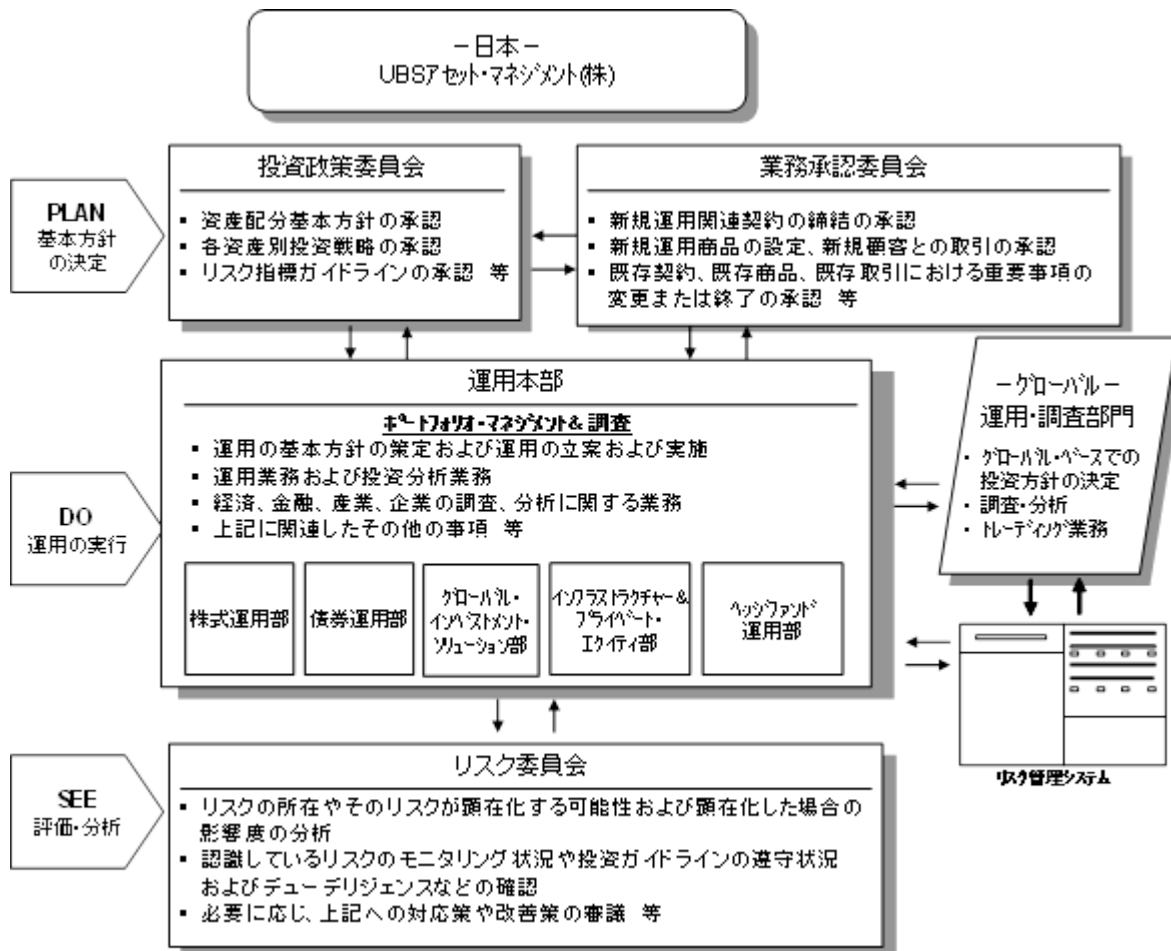 －日本－
UBSアセット・マネジメント(株)
PLAN
基本方針
の決定
投資政策委員会
▪ 資産配分基本方針の承認
▪ 各資産別投資戦略の承認
▪ リスク指標ガイドラインの承認 等
業務承認委員会
▪ 新規運用関連契約の締結の承認
▪ 新規運用商品の設定、新規顧客との取引の承認
▪ 既存契約、既存商品、既存取引における重要事項の
変更または終了の承認 等
DO
運用の実行
運用本部
ポートフォリオ・マネジメント& 調査
▪ 運用の基本方針の策定および運用の立案および実施
▪ 運用業務および投資分析業務
▪ 経済、金融、産業、企業の調査、分析に関する業務
▪ 上記に関連したその他の事項 等
株式運用部
債券運用部
グローバル・
インベストメント・
ソリューション部
インフラストラクチャー&
プライベート・
エクイティ部
ヘッジファンド
運用部
－グローバル－
運用・調査部門
▪ グローバル・ベースでの
投資方針の決定
▪ 調査・分析
▪ トレーディング業務
リスク管理システム
SEE
評価・分析
リスク委員会
▪ リスクの所在やそのリスクが顕在化する可能性および顕在化した場合の
影響度の分析
▪ 認識しているリスクのモニタリング状況や投資ガイドラインの遵守状況
およびデューデリジェンスなどの確認
▪ 必要に応じ、上記への対応策や改善策の審議 等